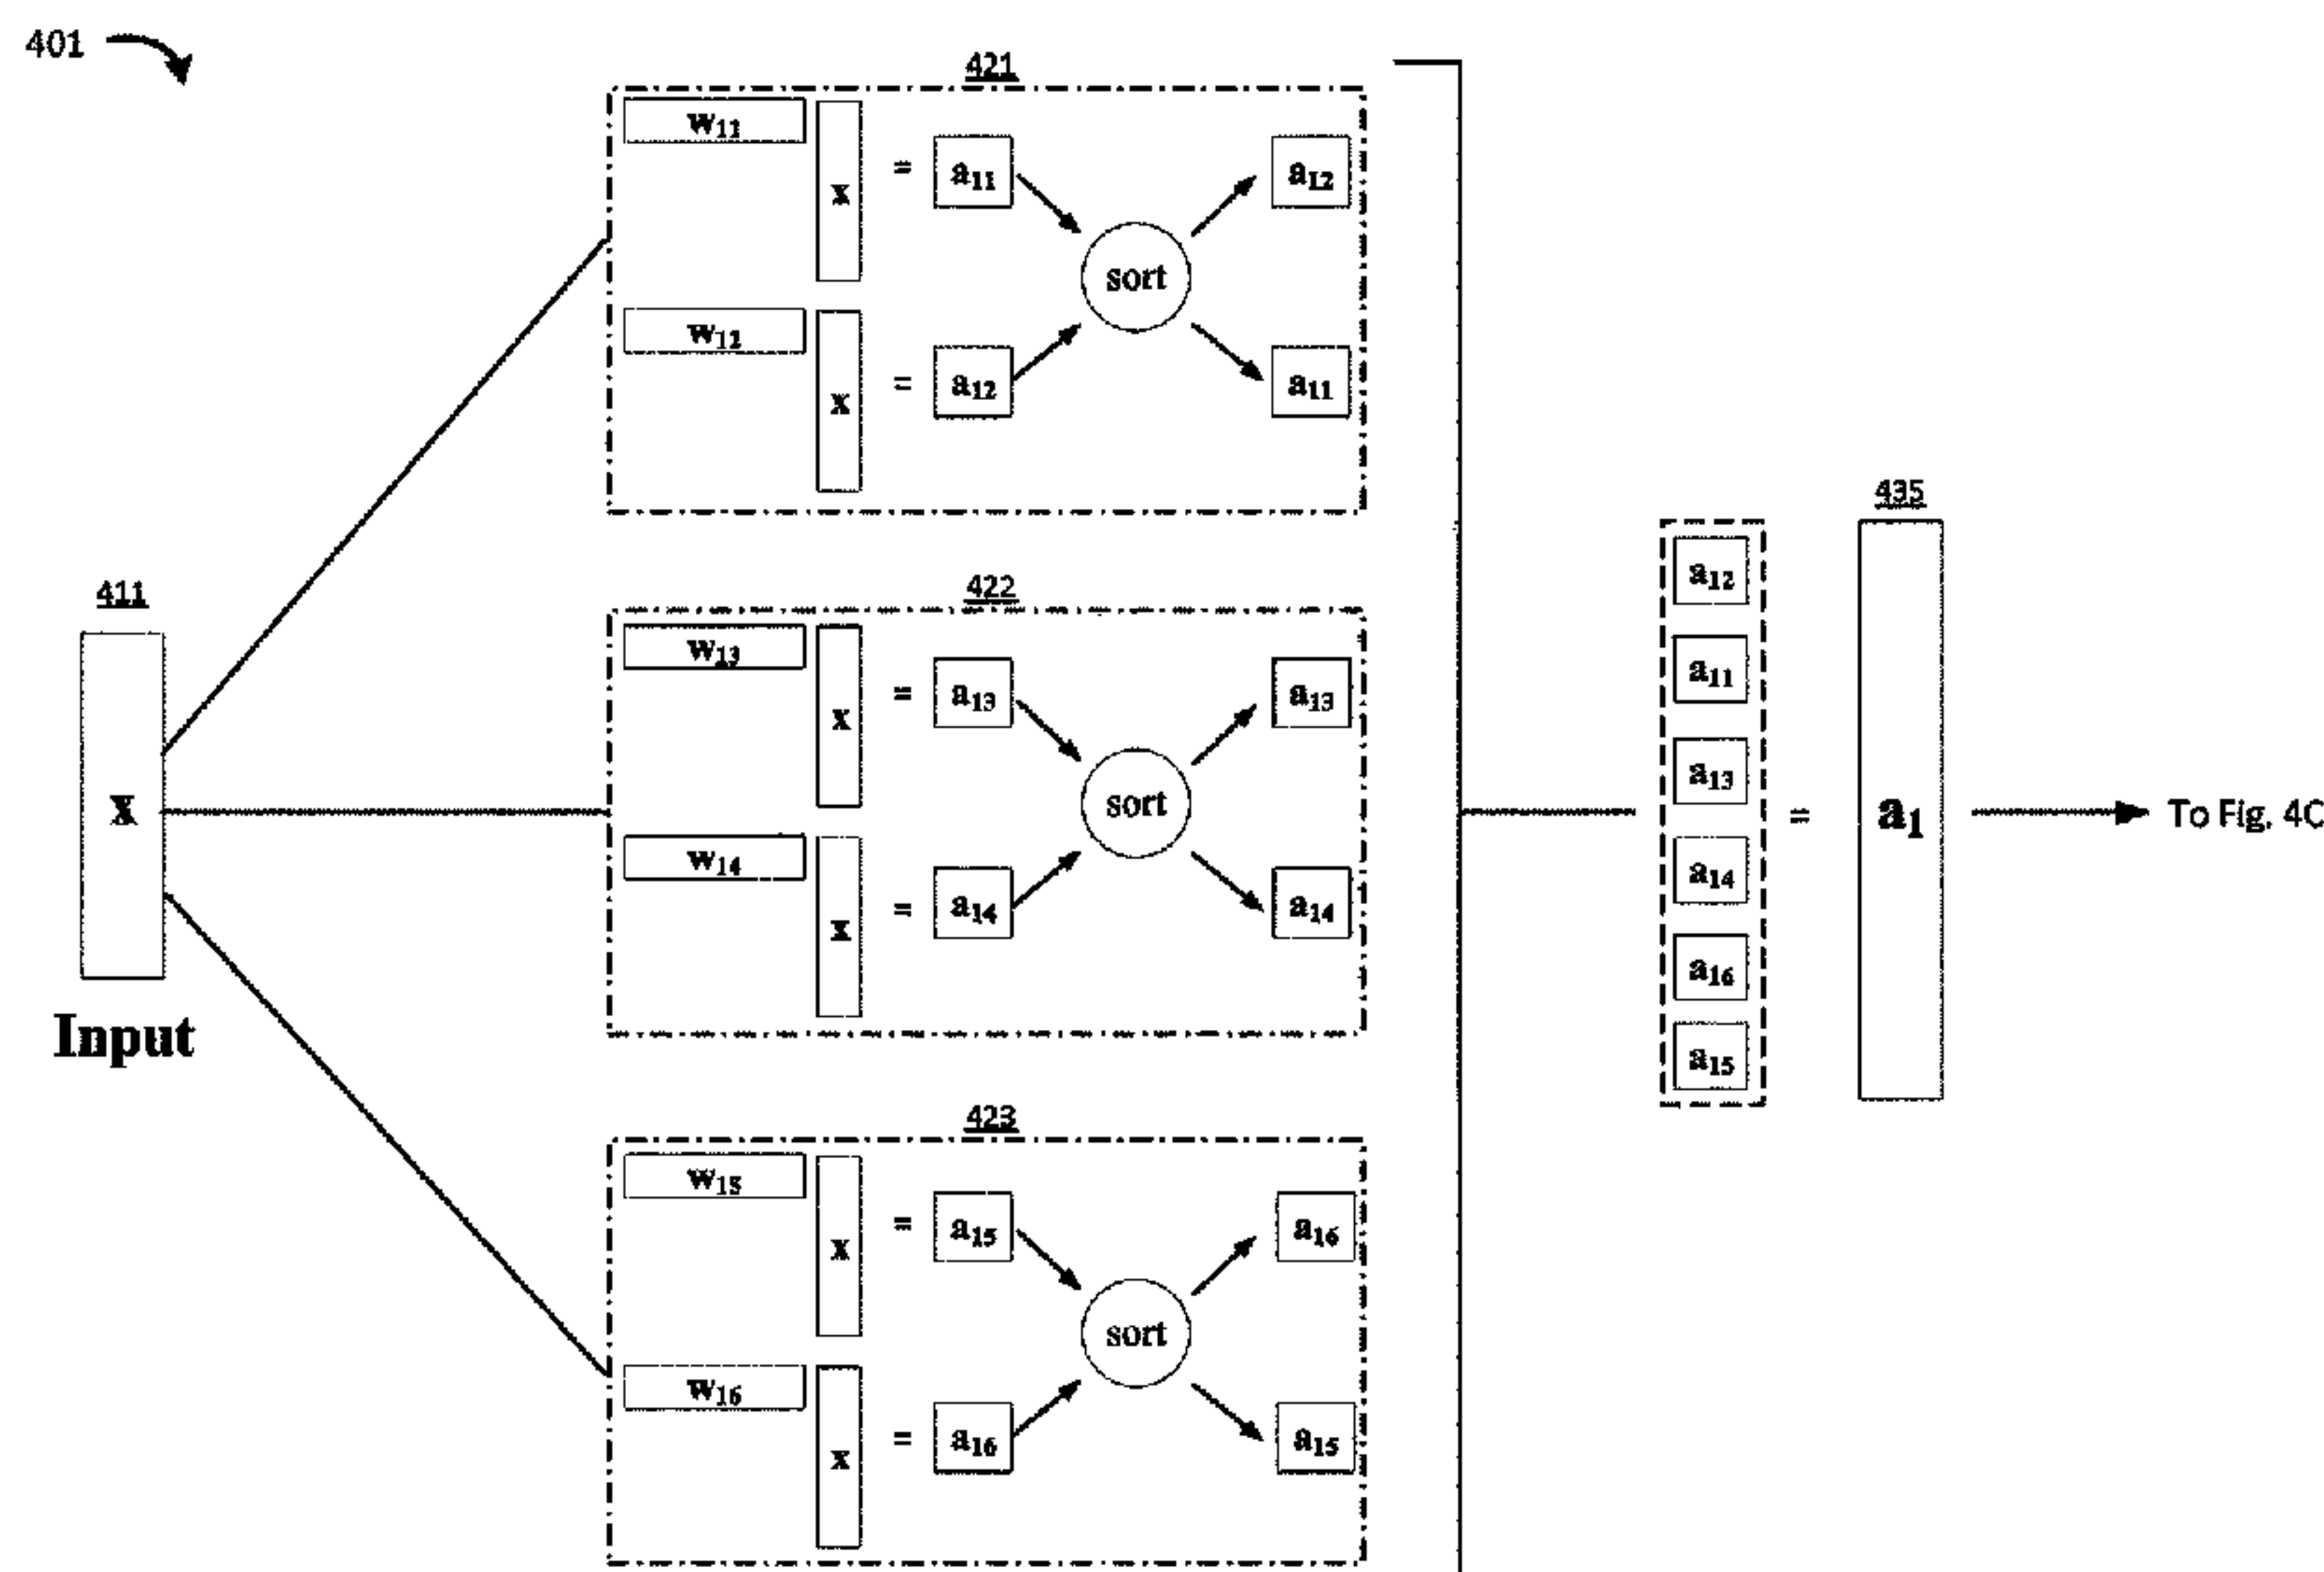 401
421
w11
x
=
a11
a12
sort
w12
x
=
a12
a11
411
x
Input
422
w13
x
=
a13
a13
sort
w14
x
=
a14
a14
423
w15
x
=
a15
a16
sort
w16
x
=
a16
a15
a12
a11
a13
a14
a16
a15
=
435
a1
To Fig. 4C